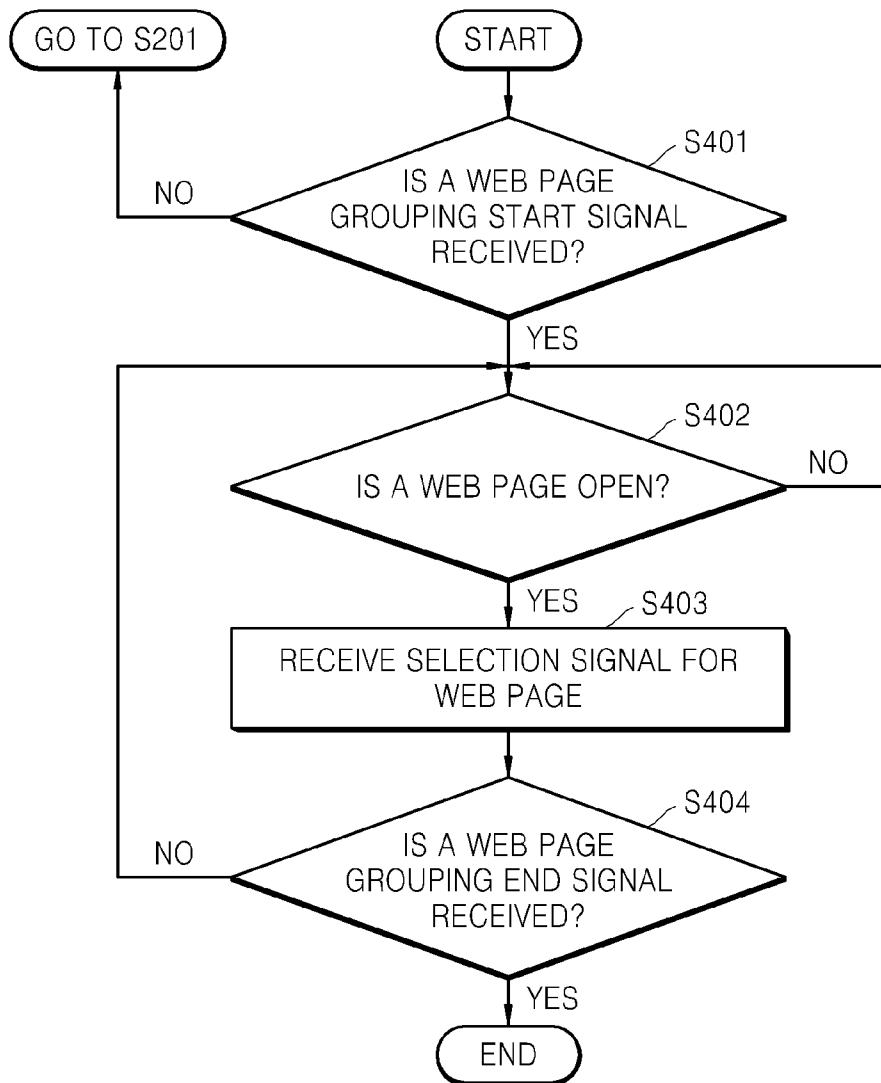 GO TO S201
START
S401
IS A WEB PAGE
GROUPING START SIGNAL
RECEIVED?
NO
YES
S402
IS A WEB PAGE OPEN?
NO
YES
S403
RECEIVE SELECTION SIGNAL FOR
WEB PAGE
S404
IS A WEB PAGE
GROUPING END SIGNAL
RECEIVED?
NO
YES
END